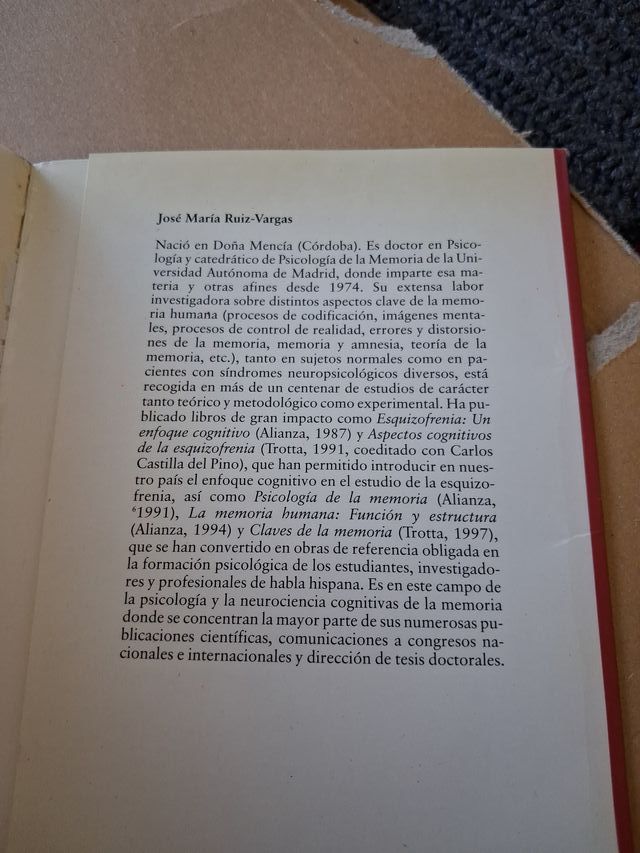 José María Ruiz-Vargas
Nació en Doña Mencía (Córdoba). Es doctor en Psico-
logía y catedrático de Psicología de la Memoria de la Uni-
versidad Autónoma de Madrid, donde imparte esa ma-
teria y otras afines desde 1974. Su extensa labor
investigadora sobre distintos aspectos clave de la memo-
ria humana (procesos de codificación, imágenes menta-
les, procesos de control de realidad, errores y distorsio-
nes de la memoria, memoria y amnesia, teoría de la
memoria, etc.), tanto en sujetos normales como en pa-
cientes con síndromes neuropsicológicos diversos, está
recogida en más de un centenar de estudios de carácter
tanto teórico y metodológico como experimental. Ha pu-
blicado libros de gran impacto como Esquizofrenia: Un
enfoque cognitivo (Alianza, 1987) y Aspectos cognitivos
de la esquizofrenia (Trotta, 1991, coeditado con Carlos
Castilla del Pino), que han permitido introducir en nues-
tro país el enfoque cognitivo en el estudio de la esquizo-
frenia, así como Psicología de la memoria (Alianza,
⁶1991), La memoria humana: Función y estructura
(Alianza, 1994) y Claves de la memoria (Trotta, 1997),
que se han convertido en obras de referencia obligada en
la formación psicológica de los estudiantes, investigado-
res y profesionales de habla hispana. Es en este campo de
la psicología y la neurociencia cognitivas de la memoria
donde se concentran la mayor parte de sus numerosas pu-
blicaciones científicas, comunicaciones a congresos na-
cionales e internacionales y dirección de tesis doctorales.